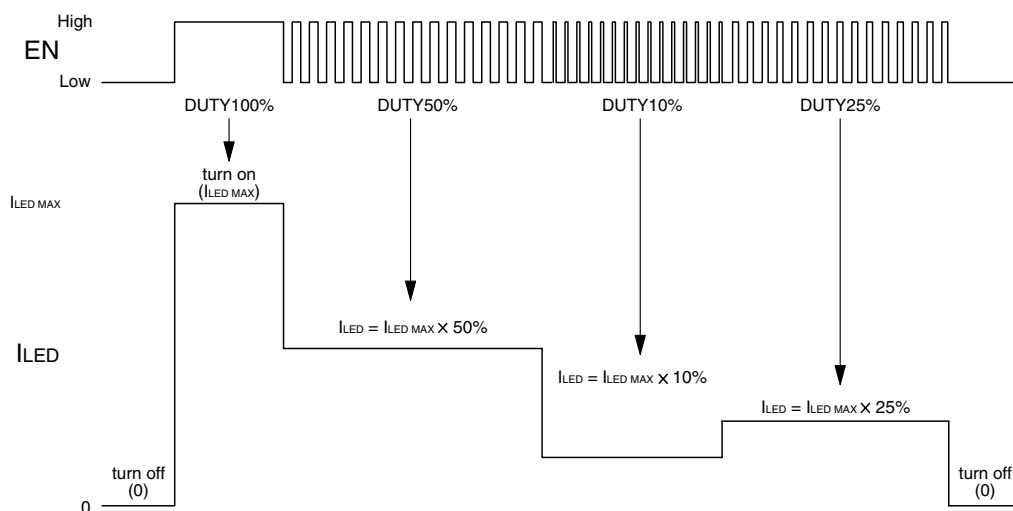 High
EN
Low
DUTY100%
DUTY50%
DUTY10%
DUTY25%
turn on
(ILED MAX)
ILED MAX
ILED = ILED MAX × 50%
ILED
ILED = ILED MAX × 10%
ILED = ILED MAX × 25%
turn off
(0)
turn off
(0)
0